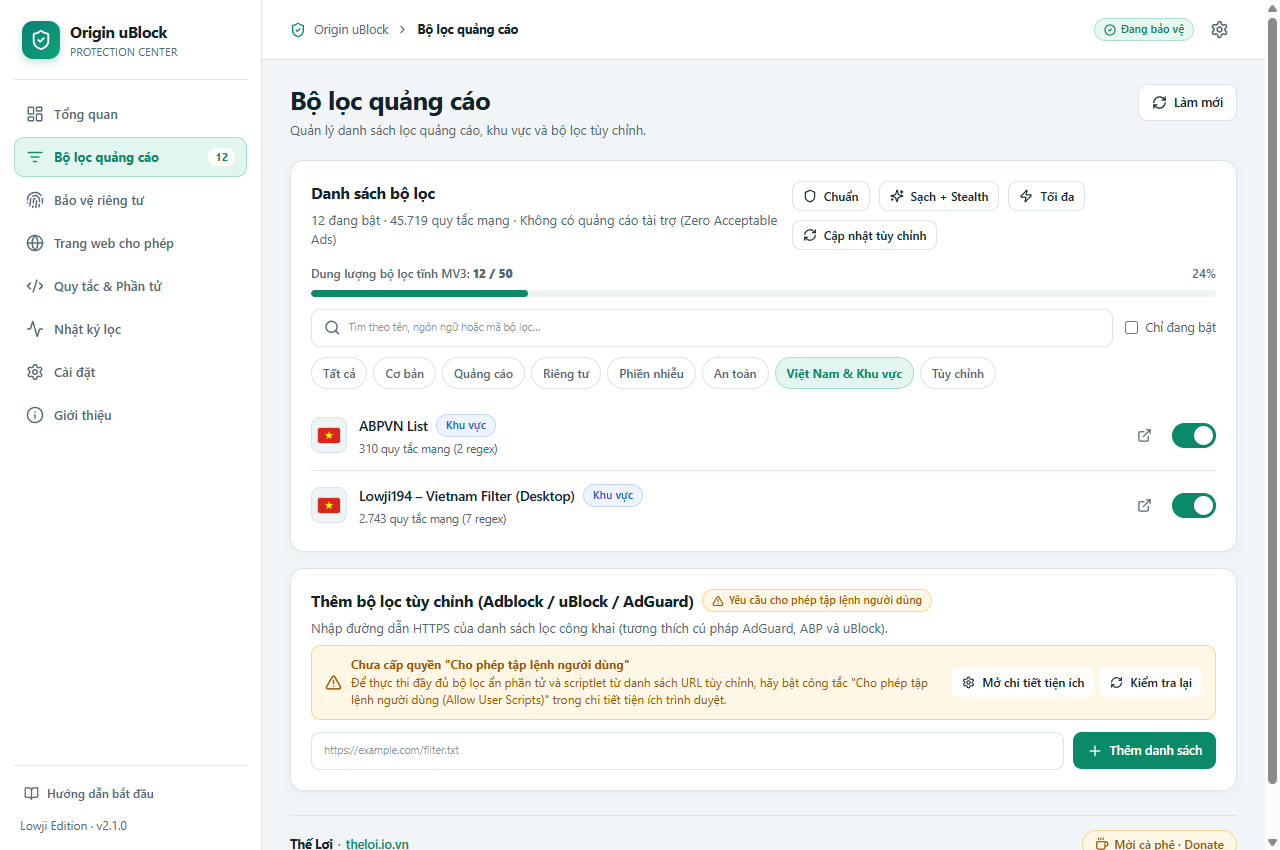 Origin uBlock
PROTECTION CENTER
Tổng quan
Bộ lọc quảng cáo 12
Bảo vệ riêng tư
Trang web cho phép
Quy tắc & Phần tử
Nhật ký lọc
Cài đặt
Giới thiệu
Hướng dẫn bắt đầu
Lowji Edition · v2.1.0
Origin uBlock > Bộ lọc quảng cáo
Đang bảo vệ
Bộ lọc quảng cáo
Quản lý danh sách lọc quảng cáo, khu vực và bộ lọc tùy chỉnh.
Làm mới
Danh sách bộ lọc
12 đang bật · 45.719 quy tắc mạng · Không có quảng cáo tài trợ (Zero Acceptable
Ads)
Chuẩn Sạch + Stealth Tối đa
Cập nhật tùy chỉnh
Dung lượng bộ lọc tĩnh MV3: 12 / 50 24%
Tìm theo tên, ngôn ngữ hoặc mã bộ lọc...
Chỉ đang bật
Tất cả Cơ bản Quảng cáo Riêng tư Phiền nhiễu An toàn Việt Nam & Khu vực Tùy chỉnh
ABPVN List Khu vực
310 quy tắc mạng (2 regex)
Lowji194 – Vietnam Filter (Desktop) Khu vực
2.743 quy tắc mạng (7 regex)
Thêm bộ lọc tùy chỉnh (Adblock / uBlock / AdGuard) Yêu cầu cho phép tập lệnh người dùng
Nhập đường dẫn HTTPS của danh sách lọc công khai (tương thích cú pháp AdGuard, ABP và uBlock).
Chưa cấp quyền "Cho phép tập lệnh người dùng"
Để thực thi đầy đủ bộ lọc ẩn phần tử và scriptlet từ danh sách URL tùy chỉnh, hãy bật công tắc "Cho phép tập
lệnh người dùng (Allow User Scripts)" trong chi tiết tiện ích trình duyệt.
Mở chi tiết tiện ích Kiểm tra lại
https://example.com/filter.txt
Thêm danh sách
Thế Lợi · theloi.io.vn
Mời cà phê · Donate